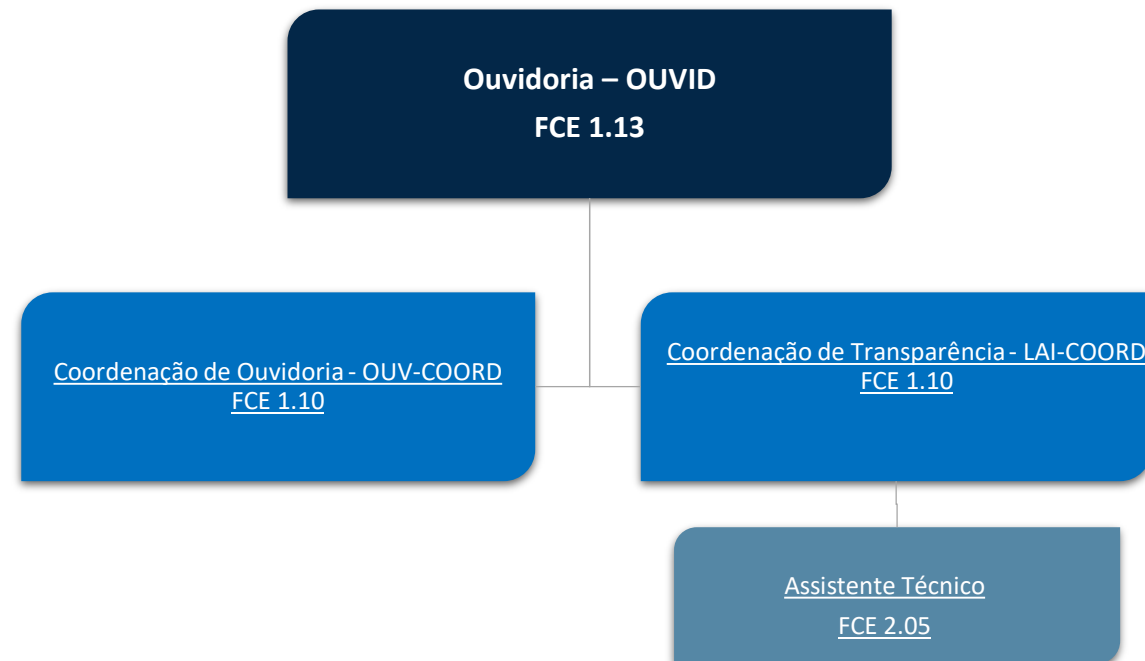 Ouvidoria – OUVID
FCE 1.13
Coordenação de Ouvidoria - OUV-COORD
FCE 1.10
Coordenação de Transparência - LAI-COORD
FCE 1.10
Assistente Técnico
FCE 2.05